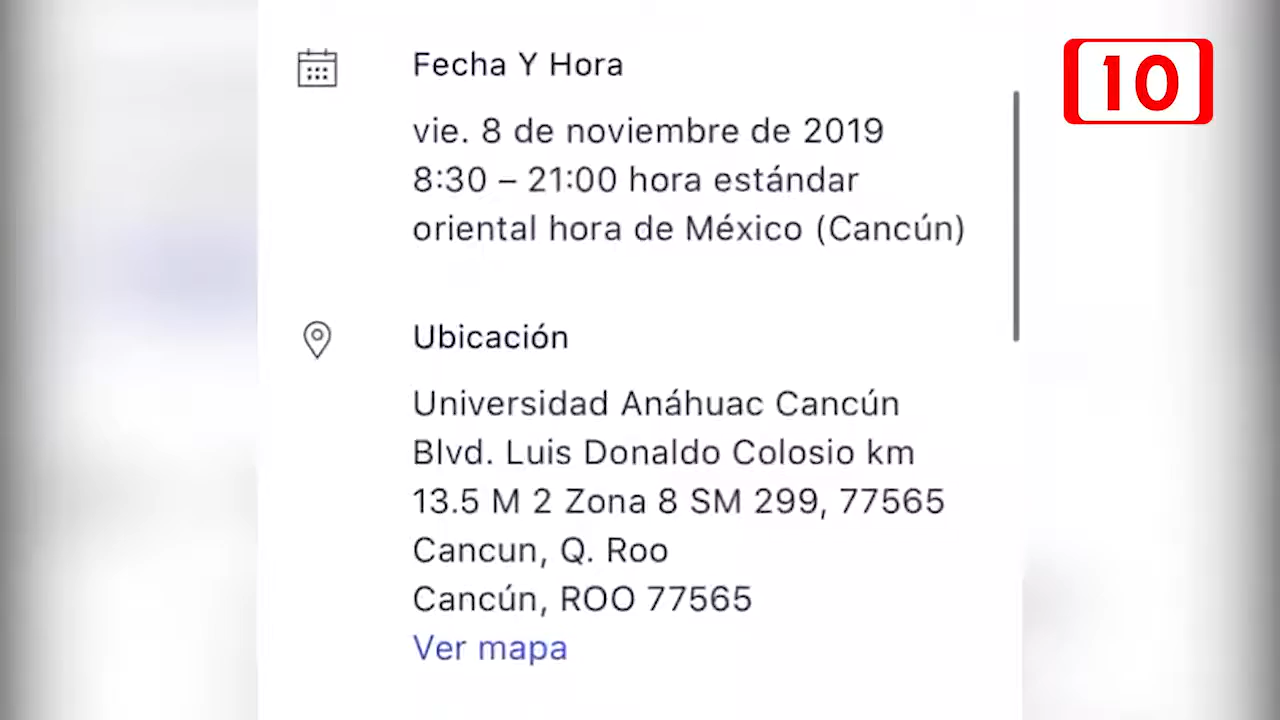 Fecha Y Hora
10
vie. 8 de noviembre de 2019
8:30 – 21:00 hora estándar
oriental hora de México (Cancún)
Ubicación
Universidad Anáhuac Cancún
Blvd. Luis Donaldo Colosio km
13.5 M 2 Zona 8 SM 299, 77565
Cancun, Q. Roo
Cancún, ROO 77565
Ver mapa